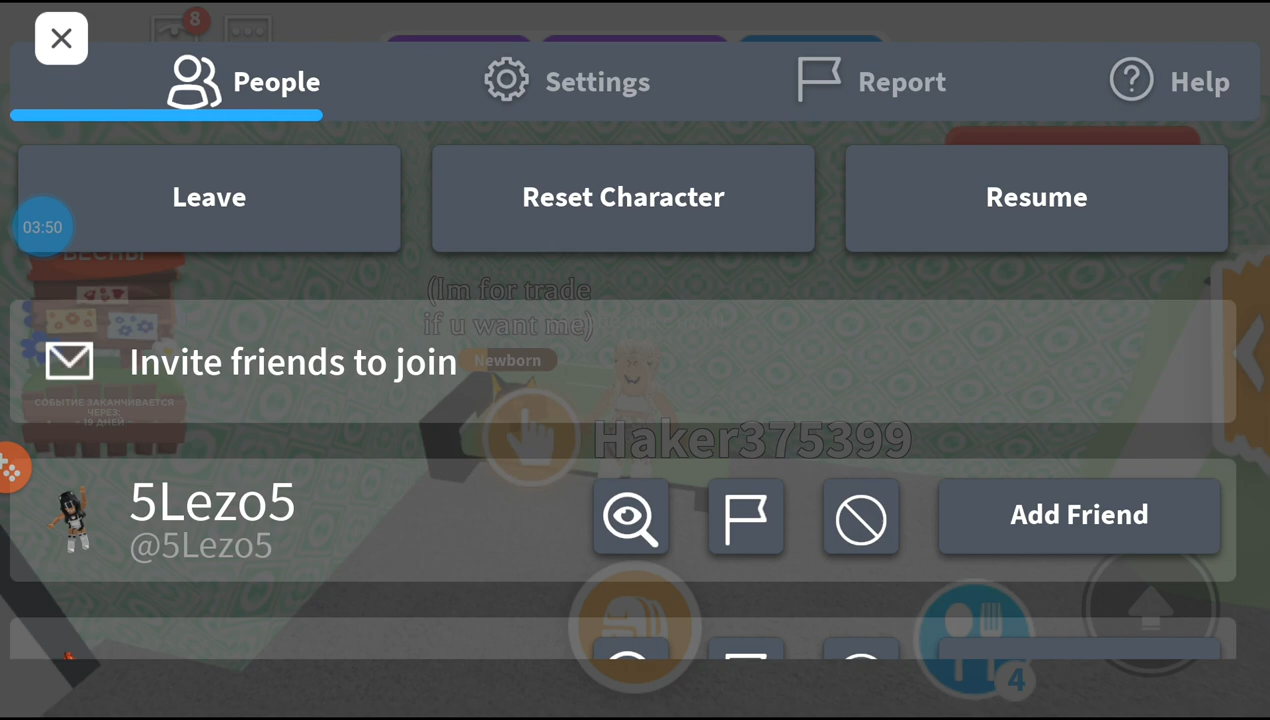 8
People
Settings
Report
Help
Leave
Reset Character
Resume
03:50
ВЕСНЫ
(Im for trade
if u want me)
Invite friends to join
Newborn
СОБЫТИЕ ЗАКАНЧИВАЕТСЯ
ЧЕРЕЗ:
19 ДНЕЙ
Haker375399
5Lezo5
@5Lezo5
Add Friend
4